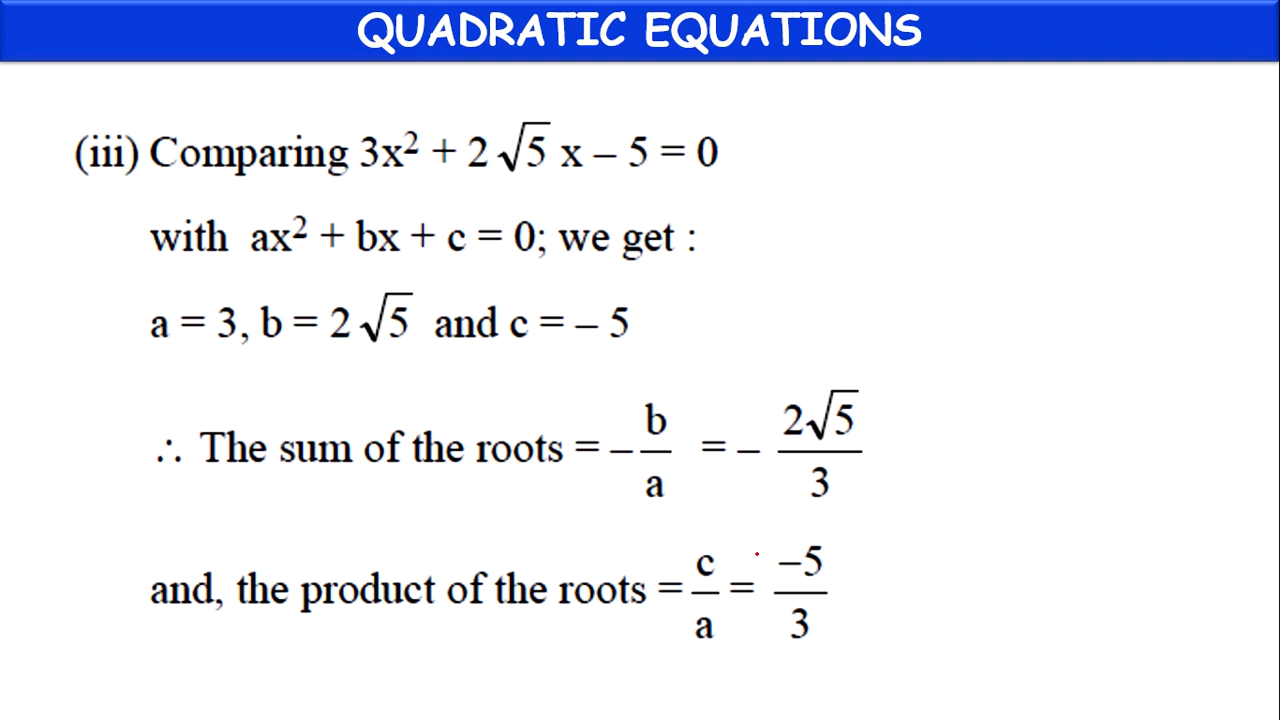 QUADRATIC EQUATIONS
(iii) Comparing 3x² + 2√5 x – 5 = 0
with ax² + bx + c = 0; we get :
a = 3, b = 2√5 and c = – 5
∴ The sum of the roots = – b/a = – 2√5/3
and, the product of the roots = c/a = –5/3